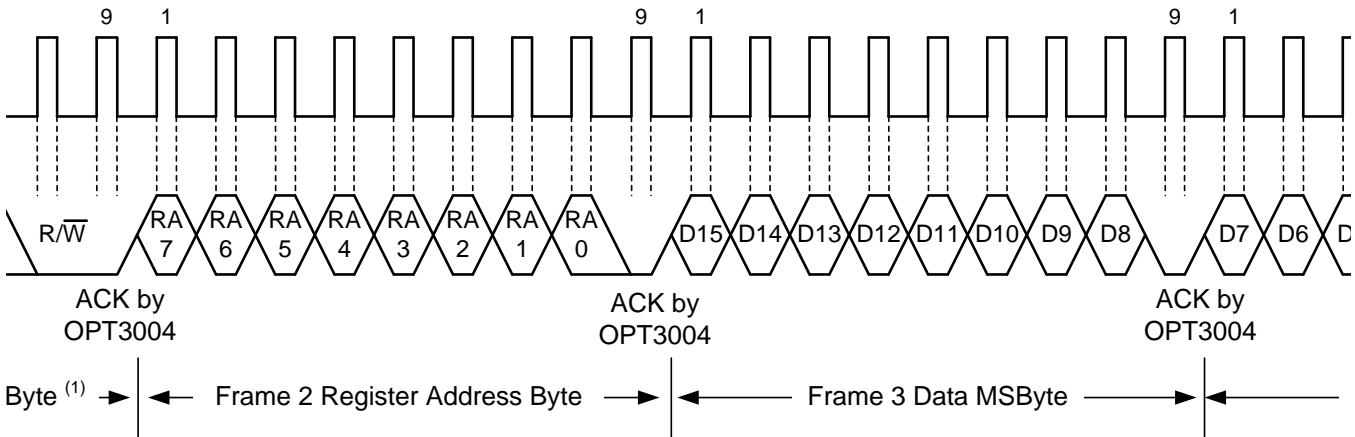 9 1 9 1 9 1
R/W̅ RA RA RA RA RA RA RA RA D15 D14 D13 D12 D11 D10 D9 D8 D7 D6 D
7 6 5 4 3 2 1 0
ACK by ACK by ACK by
OPT3004 OPT3004 OPT3004
Byte (1) Frame 2 Register Address Byte Frame 3 Data MSByte